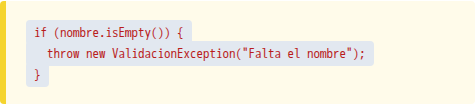 if (nombre.isEmpty()) {
  throw new ValidacionException("Falta el nombre");
}